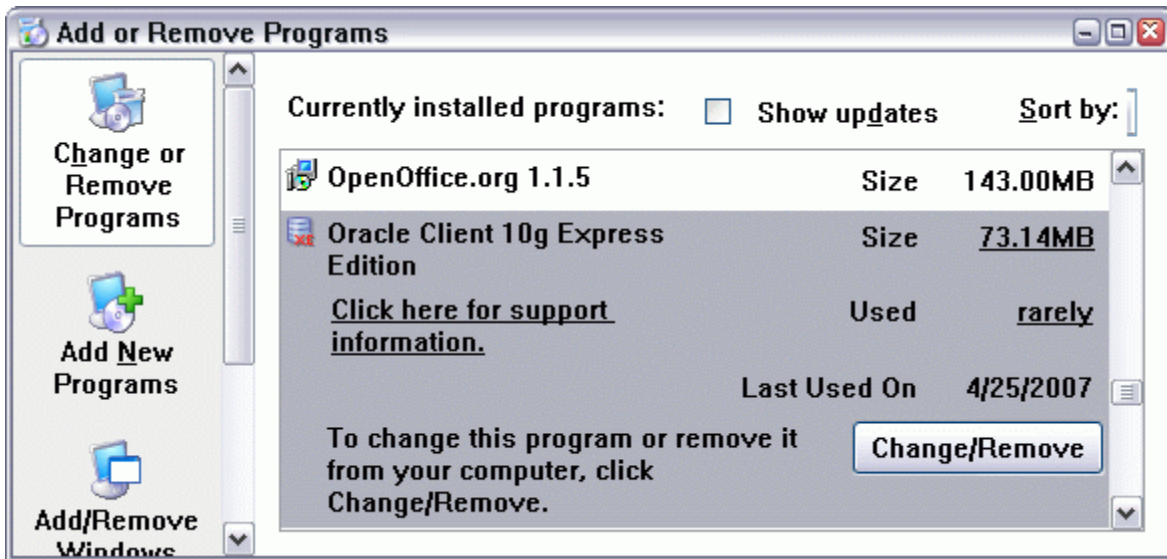 Add or Remove Programs
Change or
Remove
Programs
Add New
Programs
Add/Remove
Windows
Currently installed programs:
Show updates
Sort by:
OpenOffice.org 1.1.5
Size
143.00MB
Oracle Client 10g Express
Edition
Size
73.14MB
Click here for support
information.
Used
rarely
Last Used On
4/25/2007
To change this program or remove it
from your computer, click
Change/Remove.
Change/Remove